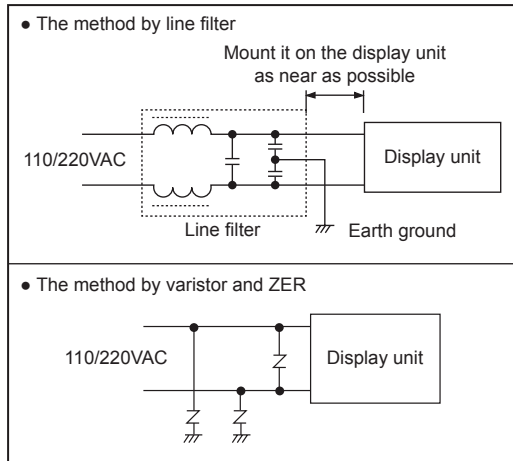 ● The method by line filter
Mount it on the display unit
as near as possible
110/220VAC
Display unit
Line filter
Earth ground
● The method by varistor and ZER
110/220VAC
Display unit